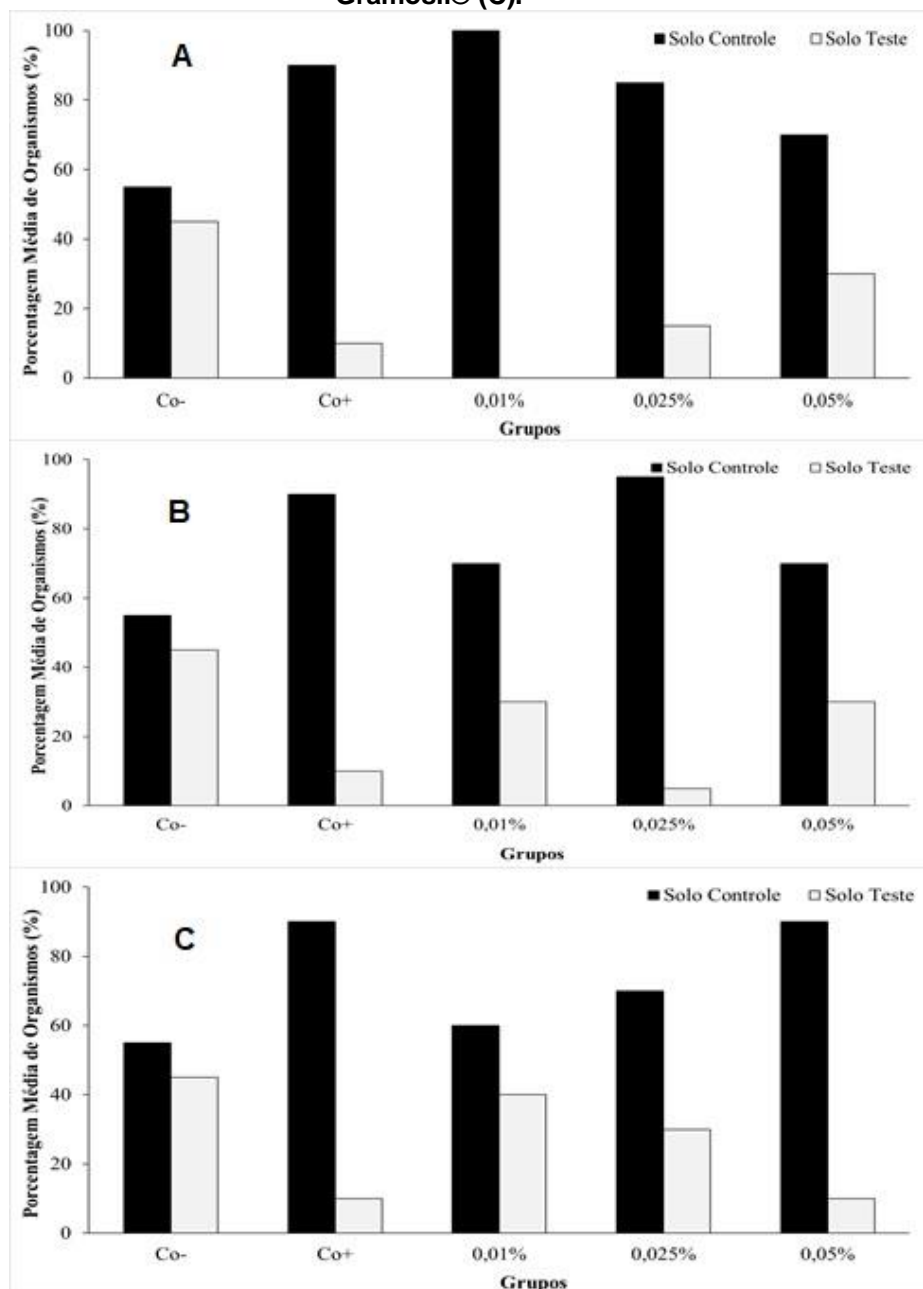 Gramosil® (C).
A
■ Solo Controle □ Solo Teste
Porcentagem Média de Organismos (%)
100
80
60
40
20
0
Co- Co+ 0,01% 0,025% 0,05%
Grupos
B
■ Solo Controle □ Solo Teste
Porcentagem Média de Organismos (%)
100
80
60
40
20
0
Co- Co+ 0,01% 0,025% 0,05%
Grupos
C
■ Solo Controle □ Solo Teste
Porcentagem Média de Organismos (%)
100
80
60
40
20
0
Co- Co+ 0,01% 0,025% 0,05%
Grupos